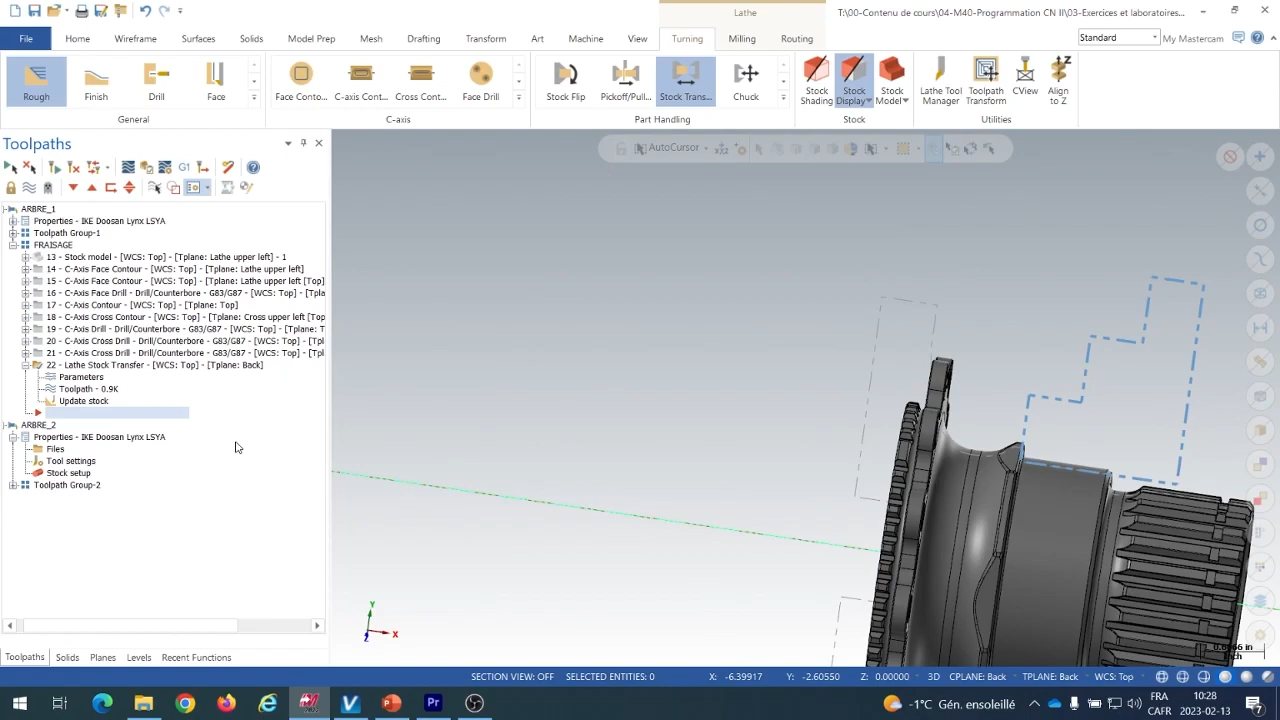 Lathe
T:\00-Contenu de cours\04-M40-Programmation CN II\03-Exercices et laboratoires...
File Home Wireframe Surfaces Solids Model Prep Mesh Drafting Transform Art Machine View Turning Milling Routing
Standard My Mastercam
Rough Finish Drill Face Face Conto... C-axis Cont... Cross Cont... Face Drill Stock Flip Pickoff/Pull... Stock Trans... Chuck Stock Shading Stock Display Stock Model Lathe Tool Manager Toolpath Transform CView Align to Z
General C-axis Part Handling Stock Utilities
Toolpaths
AutoCursor
G1
ARBRE_1
Properties - IKE Doosan Lynx LSYA
Toolpath Group-1
FRAISAGE
13 - Stock model - [WCS: Top] - [Tplane: Lathe upper left] - 1
14 - C-Axis Face Contour - [WCS: Top] - [Tplane: Lathe upper left]
15 - C-Axis Face Contour - [WCS: Top] - [Tplane: Lathe upper left [Top]
16 - C-Axis Face Drill - Drill/Counterbore - G83/G87 - [WCS: Top] - [Tpla
17 - C-Axis Contour - [WCS: Top] - [Tplane: Top]
18 - C-Axis Cross Contour - [WCS: Top] - [Tplane: Cross upper left [Top
19 - C-Axis Drill - Drill/Counterbore - G83/G87 - [WCS: Top] - [Tplane: T
20 - C-Axis Cross Drill - Drill/Counterbore - G83/G87 - [WCS: Top] - [Tpl
21 - C-Axis Cross Drill - Drill/Counterbore - G83/G87 - [WCS: Top] - [Tpl
22 - Lathe Stock Transfer - [WCS: Top] - [Tplane: Back]
Parameters
Toolpath - 0.9K
Update stock
ARBRE_2
Properties - IKE Doosan Lynx LSYA
Files
Tool settings
Stock setup
Toolpath Group-2
Y
X
Z
Toolpaths Solids Planes Levels Recent Functions
SECTION VIEW: OFF SELECTED ENTITIES: 0 X: -6.39917 Y: -2.60550 Z: 0.00000 3D CPLANE: Back TPLANE: Back WCS: Top
-1°C Gén. ensoleillé
FRA
CAFR
10:28
2023-02-13